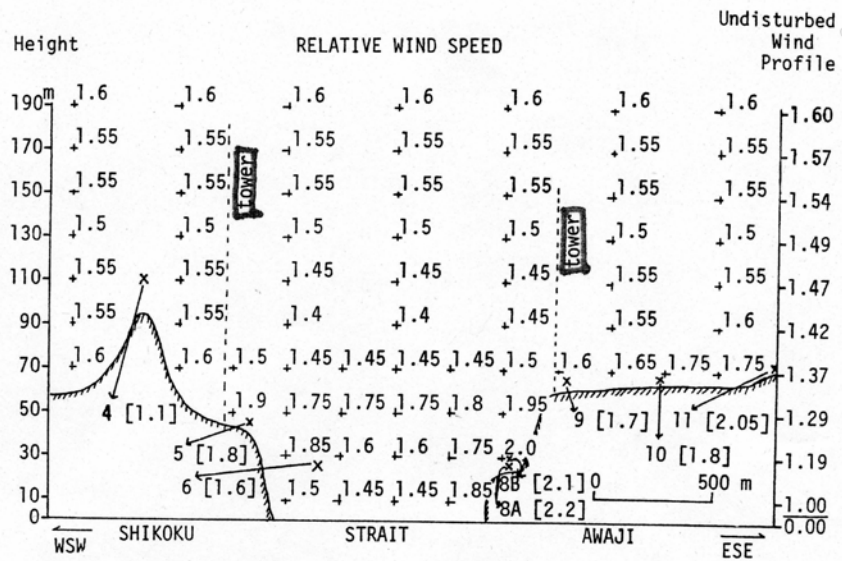 Undisturbed
Height RELATIVE WIND SPEED Wind
Profile
190m 1.6 1.6 1.6 1.6 1.6 1.6 1.6 1.60
170 1.55 1.55 1.55 1.55 1.55 1.55 1.55 1.57
tower
150 1.55 1.55 1.55 1.55 1.55 1.55 1.55 1.54
130 1.5 1.5 1.5 1.5 1.5 1.55 1.5 1.49
tower
110 1.55 1.55 1.45 1.45 1.5 1.55 1.55 1.47
90 1.55 1.55 1.4 1.4 1.45 1.55 1.6 1.42
70 1.6 1.6 1.5 1.45 1.45 1.45 1.45 1.5 1.6 1.65 1.75 1.75 1.37
50 4 [1.1] 1.9 1.75 1.75 1.75 1.8 1.95 9 [1.7] 11 [2.05] 1.29
30 5 [1.8] 1.85 1.6 1.6 1.75 2.0 10 [1.8] 1.19
10 6 [1.6] 1.5 1.45 1.45 1.85 8B [2.1] 0 500 m 1.00
0 8A [2.2] 0.00
WSW SHIKOKU STRAIT AWAJI ESE